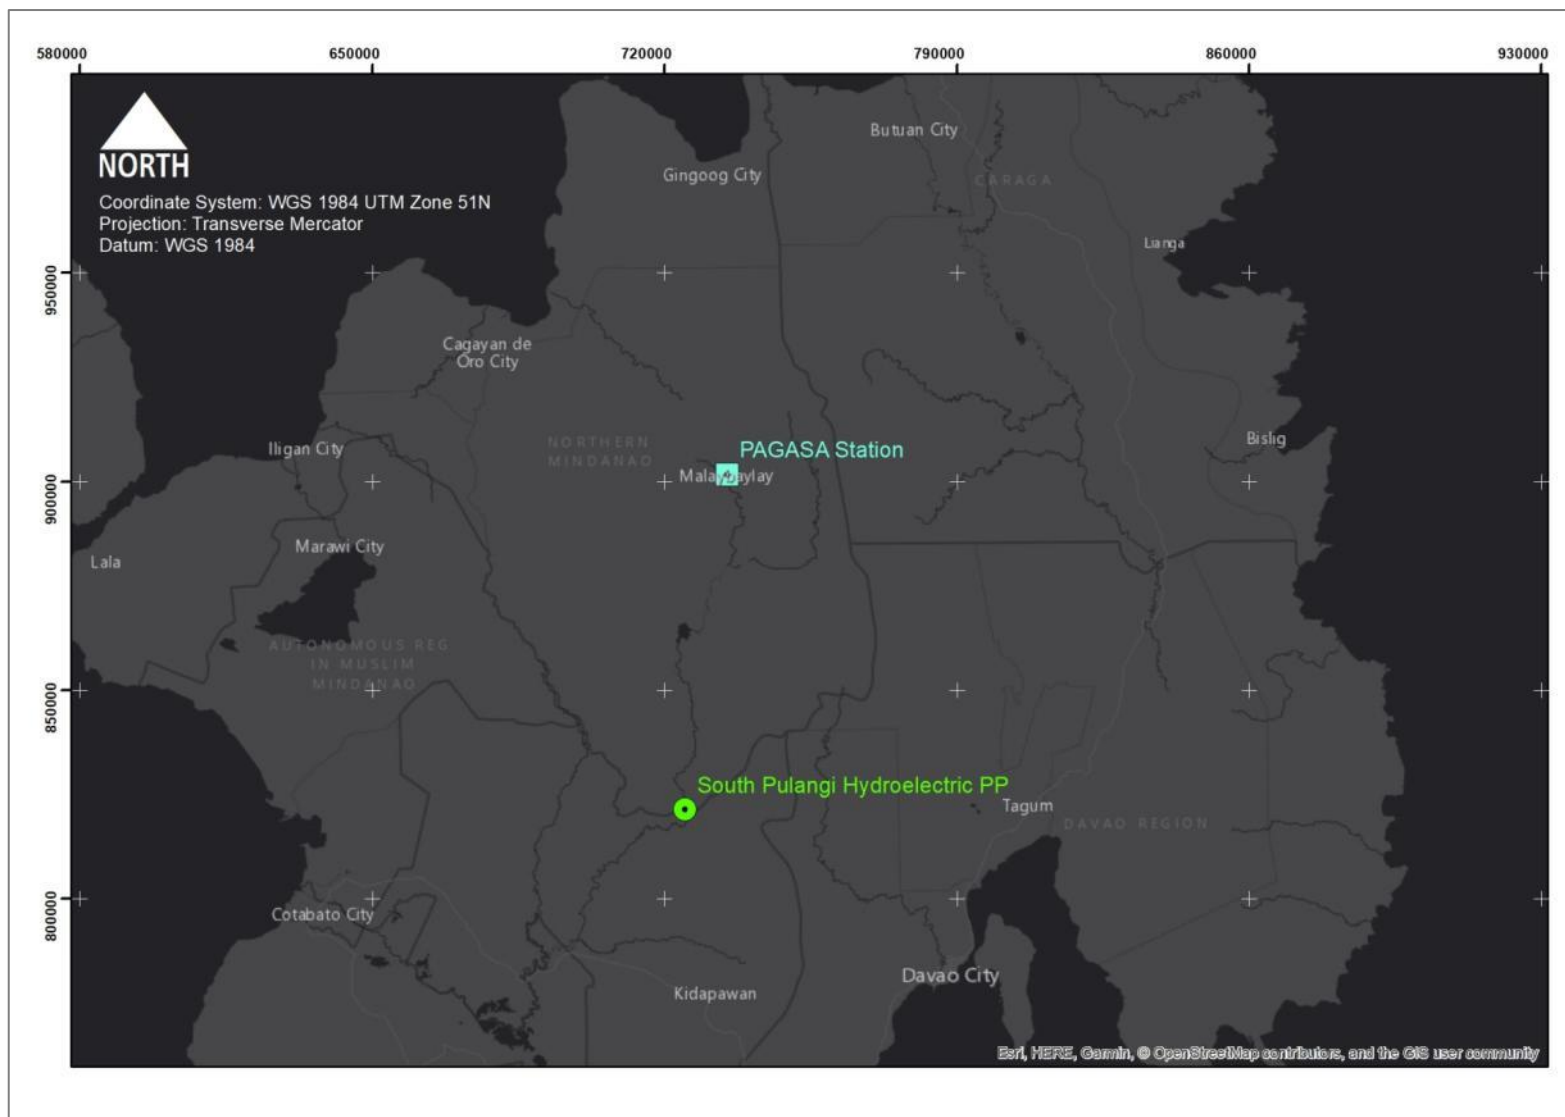 580000
650000
720000
790000
860000
930000
NORTH
Coordinate System: WGS 1984 UTM Zone 51N
Projection: Transverse Mercator
Datum: WGS 1984
Butuan City
Gingoog City
CARAGA
Lianga
950000
Cagayan de
Oro City
NORTHERN
MINDANAO
Iligan City
PAGASA Station
Bislig
Malaybaylay
900000
Marawi City
Lala
AUTONOMOUS REG
IN MUSLIM
MINDANAO
850000
South Pulangi Hydroelectric PP
Tagum
DAVAO REGION
800000
Cotabato City
Davao City
Kidapawan
Esri, HERE, Garmin, © OpenStreetMap contributors, and the GIS user community